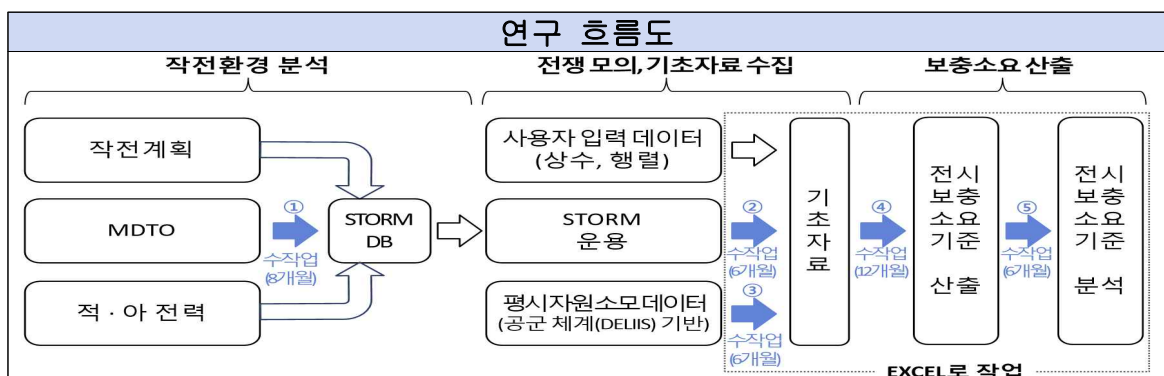 연구 흐름도
작전환경 분석
전쟁 모의, 기초자료 수집
보충소요 산출
작전계획
MDTO
적·아 전력
①
수작업
(8개월)
STORM
DB
사용자 입력 데이터
(상수, 행렬)
STORM
운용
평시자원소모데이터
(공군 체계(DELIIS) 기반)
②
수작업
(6개월)
③
수작업
(6개월)
기
초
자
료
④
수작업
(12개월)
전시
보충
소요
기준
산출
⑤
수작업
(6개월)
전시
보충
소요
기준
분석
EXCEL로 작업